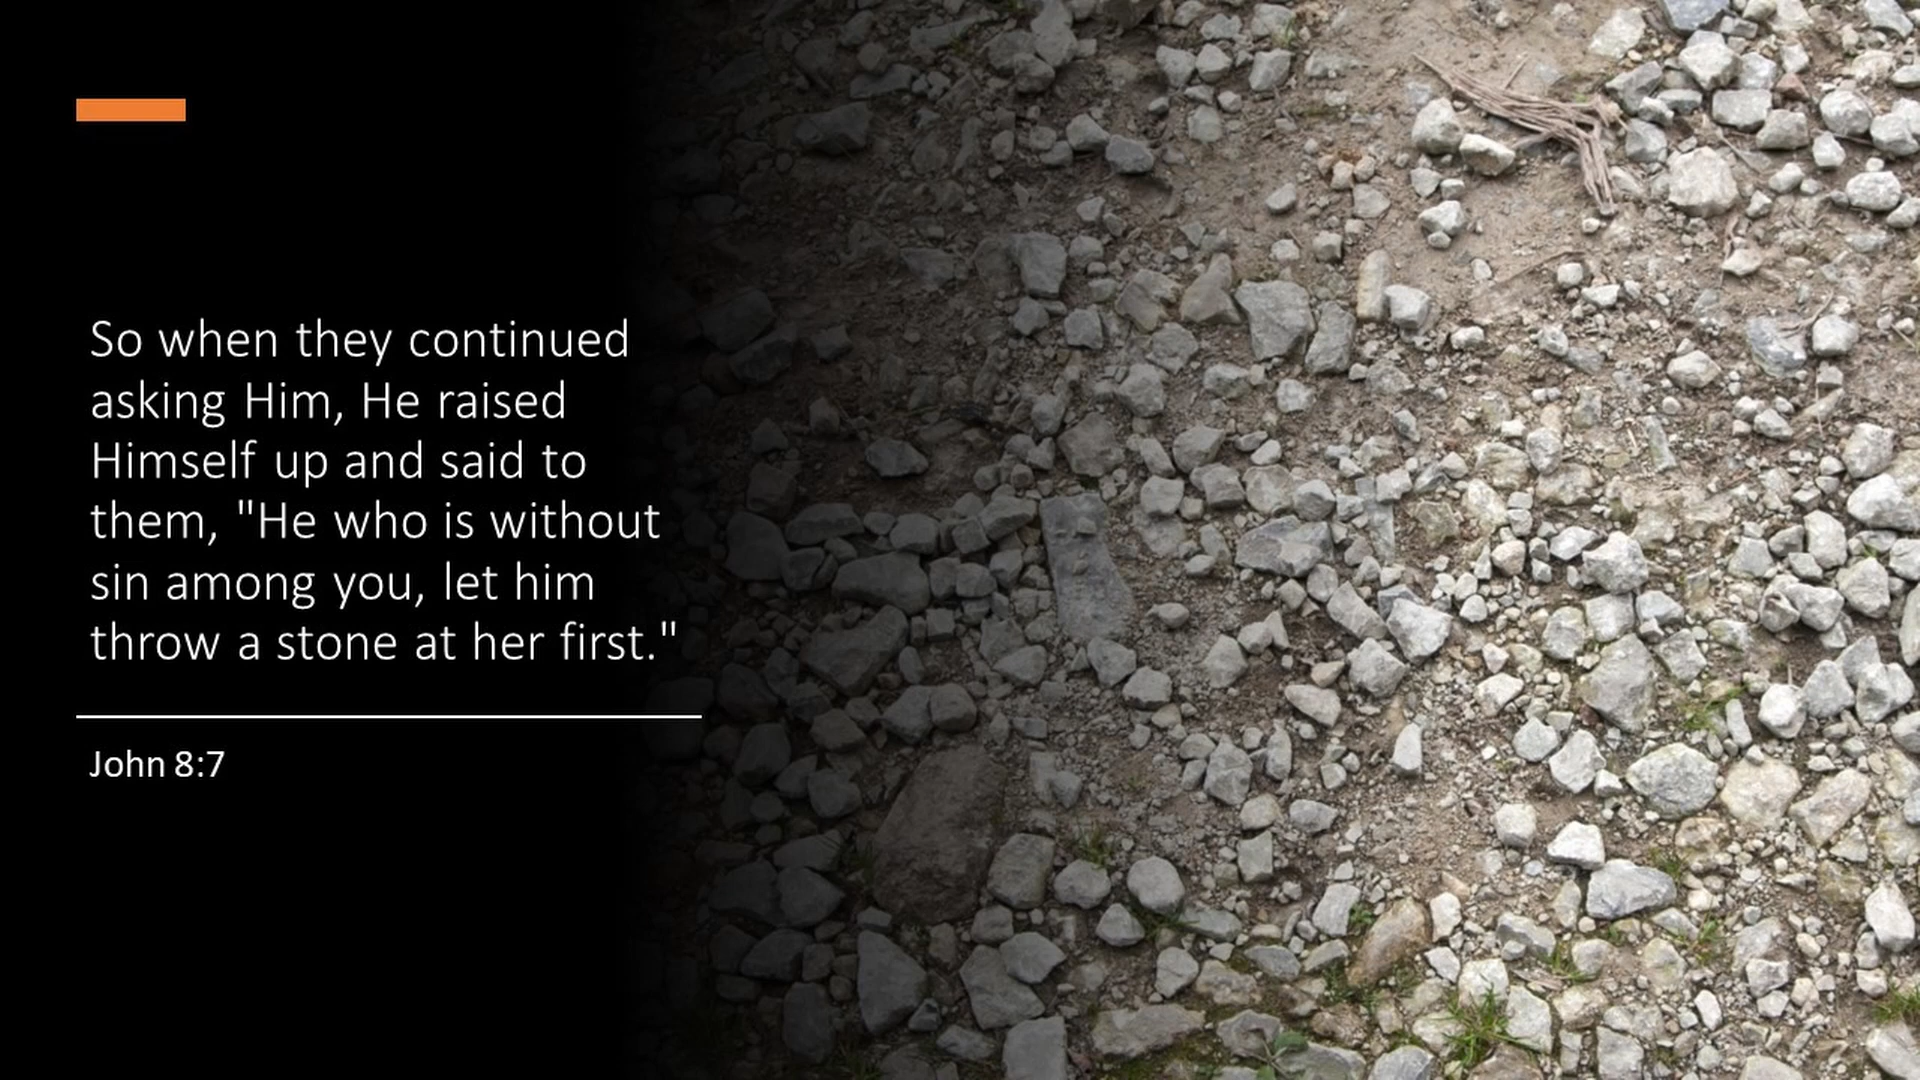 So when they continued
asking Him, He raised
Himself up and said to
them, "He who is without
sin among you, let him
throw a stone at her first."
John 8:7